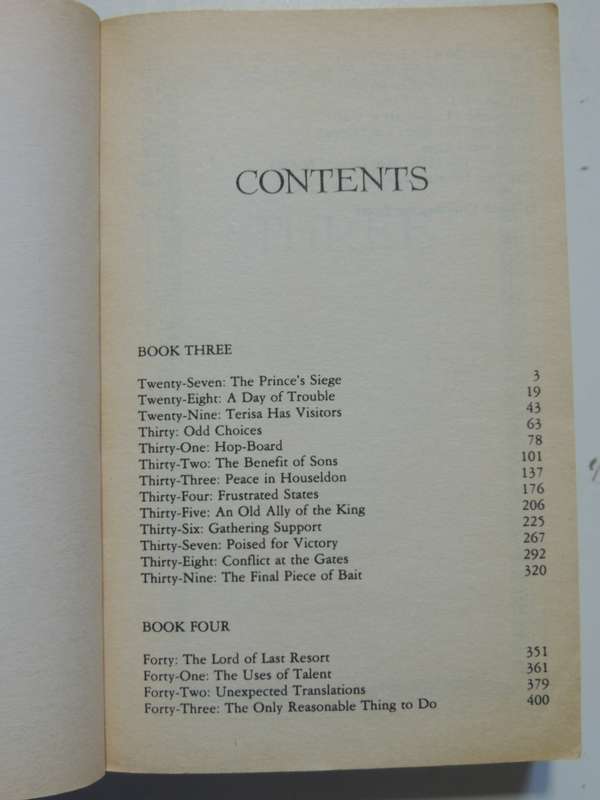 CONTENTS
BOOK THREE
Twenty-Seven: The Prince's Siege 3
Twenty-Eight: A Day of Trouble 19
Twenty-Nine: Terisa Has Visitors 43
Thirty: Odd Choices 63
Thirty-One: Hop-Board 78
Thirty-Two: The Benefit of Sons 101
Thirty-Three: Peace in Houseldon 137
Thirty-Four: Frustrated States 176
Thirty-Five: An Old Ally of the King 206
Thirty-Six: Gathering Support 225
Thirty-Seven: Poised for Victory 267
Thirty-Eight: Conflict at the Gates 292
Thirty-Nine: The Final Piece of Bait 320
BOOK FOUR
Forty: The Lord of Last Resort 351
Forty-One: The Uses of Talent 361
Forty-Two: Unexpected Translations 379
Forty-Three: The Only Reasonable Thing to Do 400